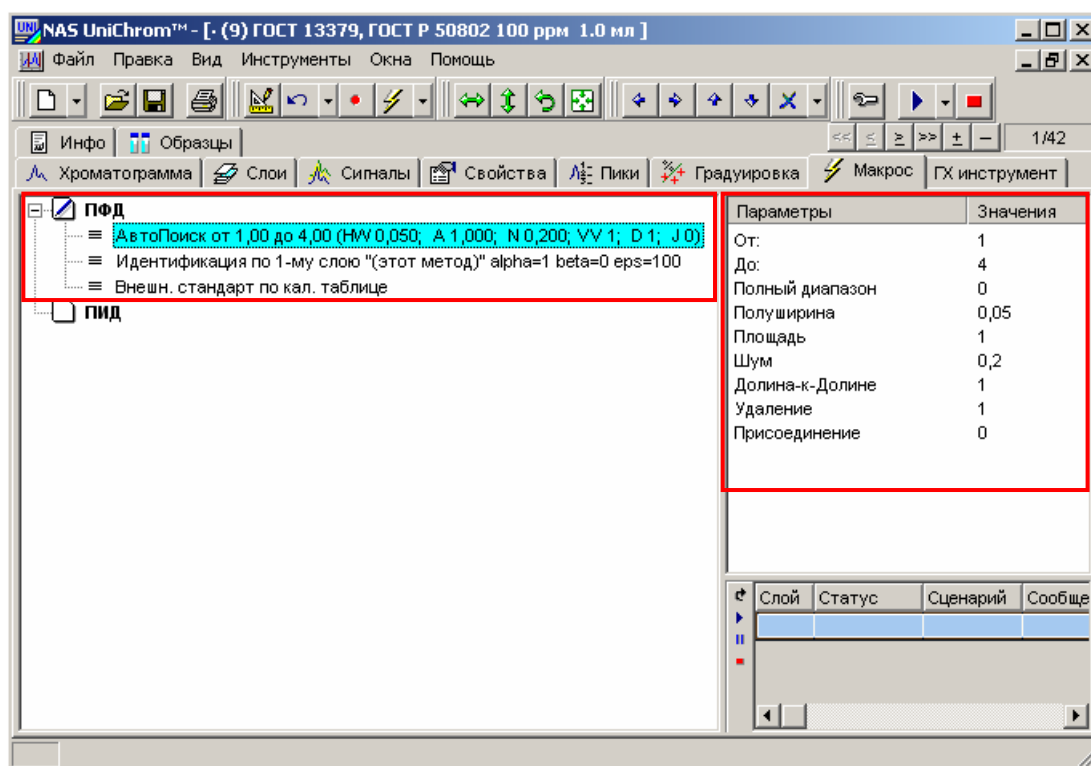 NAS UniChrom™ - [· (9) ГОСТ 13379, ГОСТ Р 50802 100 ppm 1.0 мл ]
Файл Правка Вид Инструменты Окна Помощь
Инфо Образцы << ≤ ≥ >> ± − 1/42
Хроматограмма Слои Сигналы Свойства Пики Градуировка Макрос ГХ инструмент
ПФД
АвтоПоиск от 1,00 до 4,00 (HW 0,050; A 1,000; N 0,200; VV 1; D 1; J 0)
Идентификация по 1-му слою "(этот метод)" alpha=1 beta=0 eps=100
Внешн. стандарт по кал. таблице
ПИД
Параметры Значения
От: 1
До: 4
Полный диапазон 0
Полуширина 0,05
Площадь 1
Шум 0,2
Долина-к-Долине 1
Удаление 1
Присоединение 0
Слой Статус Сценарий Сообще